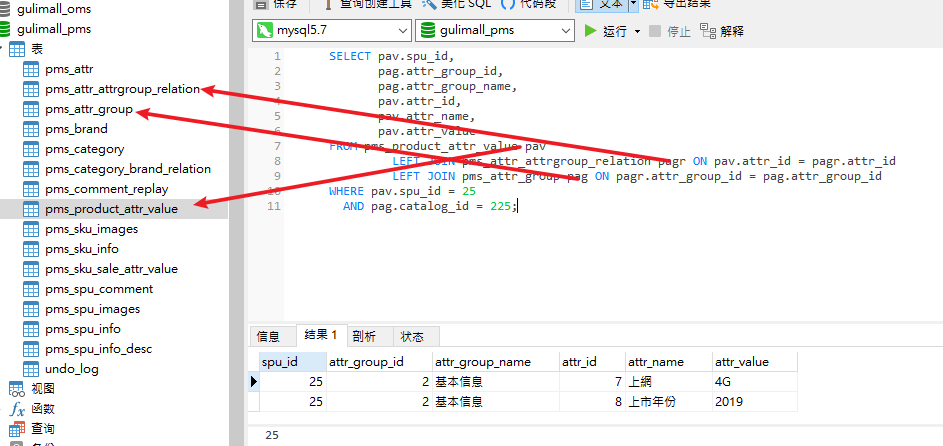 gulimall_oms
gulimall_pms
表
pms_attr
pms_attr_attrgroup_relation
pms_attr_group
pms_brand
pms_category
pms_category_brand_relation
pms_comment_replay
pms_product_attr_value
pms_sku_images
pms_sku_info
pms_sku_sale_attr_value
pms_spu_comment
pms_spu_images
pms_spu_info
pms_spu_info_desc
undo_log
视图
函数
查询
保存 查询创建工具 美化 SQL () 代码段 文本 导出结果
mysql5.7 gulimall_pms 运行 停止 解释
1 SELECT pav.spu_id,
2 pag.attr_group_id,
3 pag.attr_group_name,
4 pav.attr_id,
5 pav.attr_name,
6 pav.attr_value
7 FROM pms_product_attr_value pav
8 LEFT JOIN pms_attr_attrgroup_relation pagr ON pav.attr_id = pagr.attr_id
9 LEFT JOIN pms_attr_group pag ON pagr.attr_group_id = pag.attr_group_id
10 WHERE pav.spu_id = 25
11 AND pag.catalog_id = 225;
信息 结果 1 剖析 状态
spu_id attr_group_id attr_group_name attr_id attr_name attr_value
25 2 基本信息 7 上網 4G
25 2 基本信息 8 上市年份 2019
25